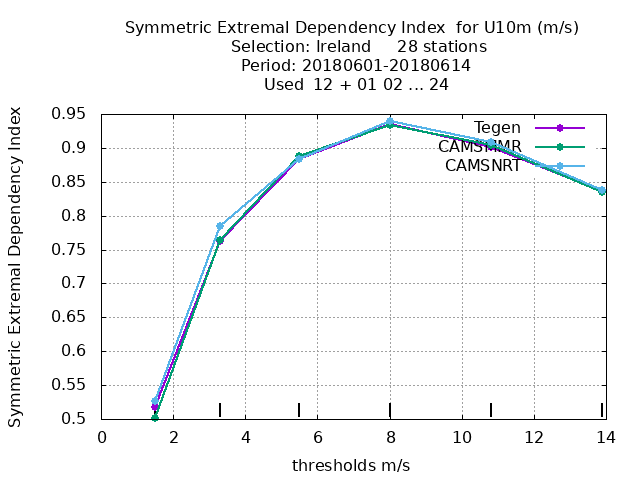 Symmetric Extremal Dependency Index for U10m (m/s)
Selection: Ireland 28 stations
Period: 20180601-20180614
Used 12 + 01 02 ... 24
Symmetric Extremal Dependency Index
0.95
0.9
0.85
0.8
0.75
0.7
0.65
0.6
0.55
0.5
Tegen
CAMSNRT
0 2 4 6 8 10 12 14
thresholds m/s